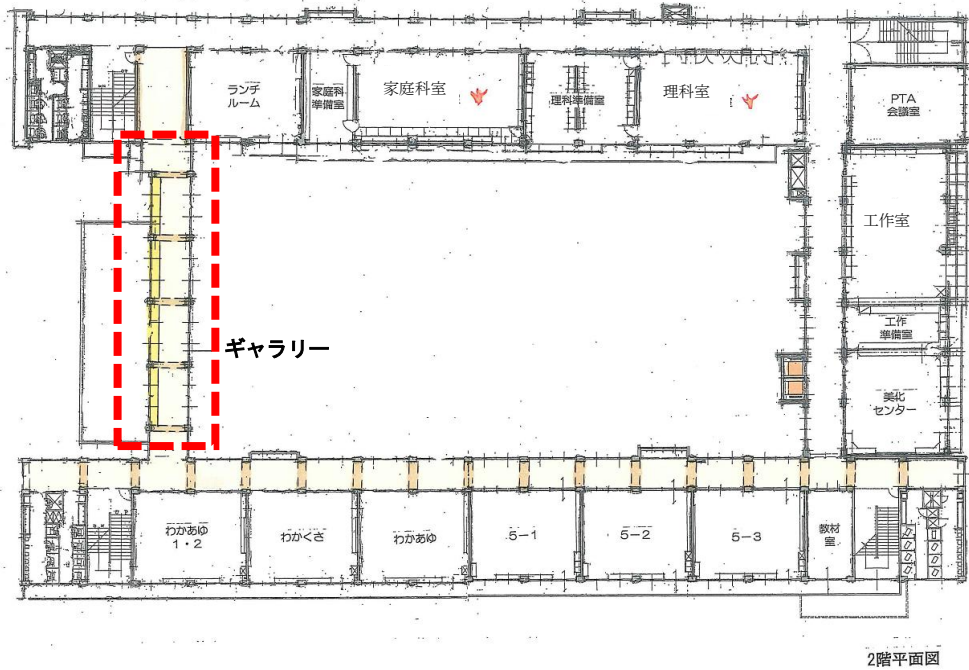 ランチ
ルーム
家庭科
準備室
家庭科室
理科準備室
理科室
PTA
会議室
工作室
工作
準備室
美化
センター
ギャラリー
わかあゆ
1・2
わかくさ
わかあゆ
5-1
5-2
5-3
教材
室
2階平面図